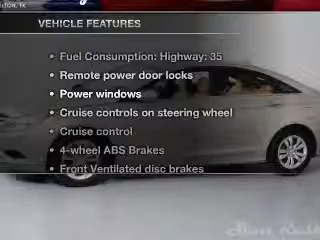 VEHICLE FEATURES
Fuel Consumption: Highway: 35
Remote power door locks
Power windows
Cruise controls on steering wheel
Cruise control
4-wheel ABS Brakes
Front Ventilated disc brakes